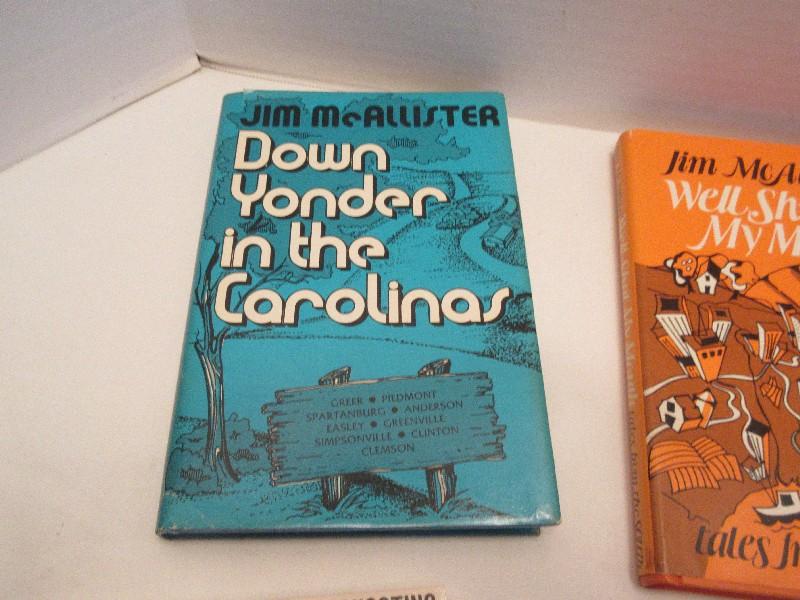 JIM McALLISTER
Down
Yonder
in the
Carolinas
GREER • PIEDMONT
SPARTANBURG • ANDERSON
EASLEY • GREENVILLE
SIMPSONVILLE • CLINTON
CLEMSON
Jim McAl
Well Sh
My M
tales fr